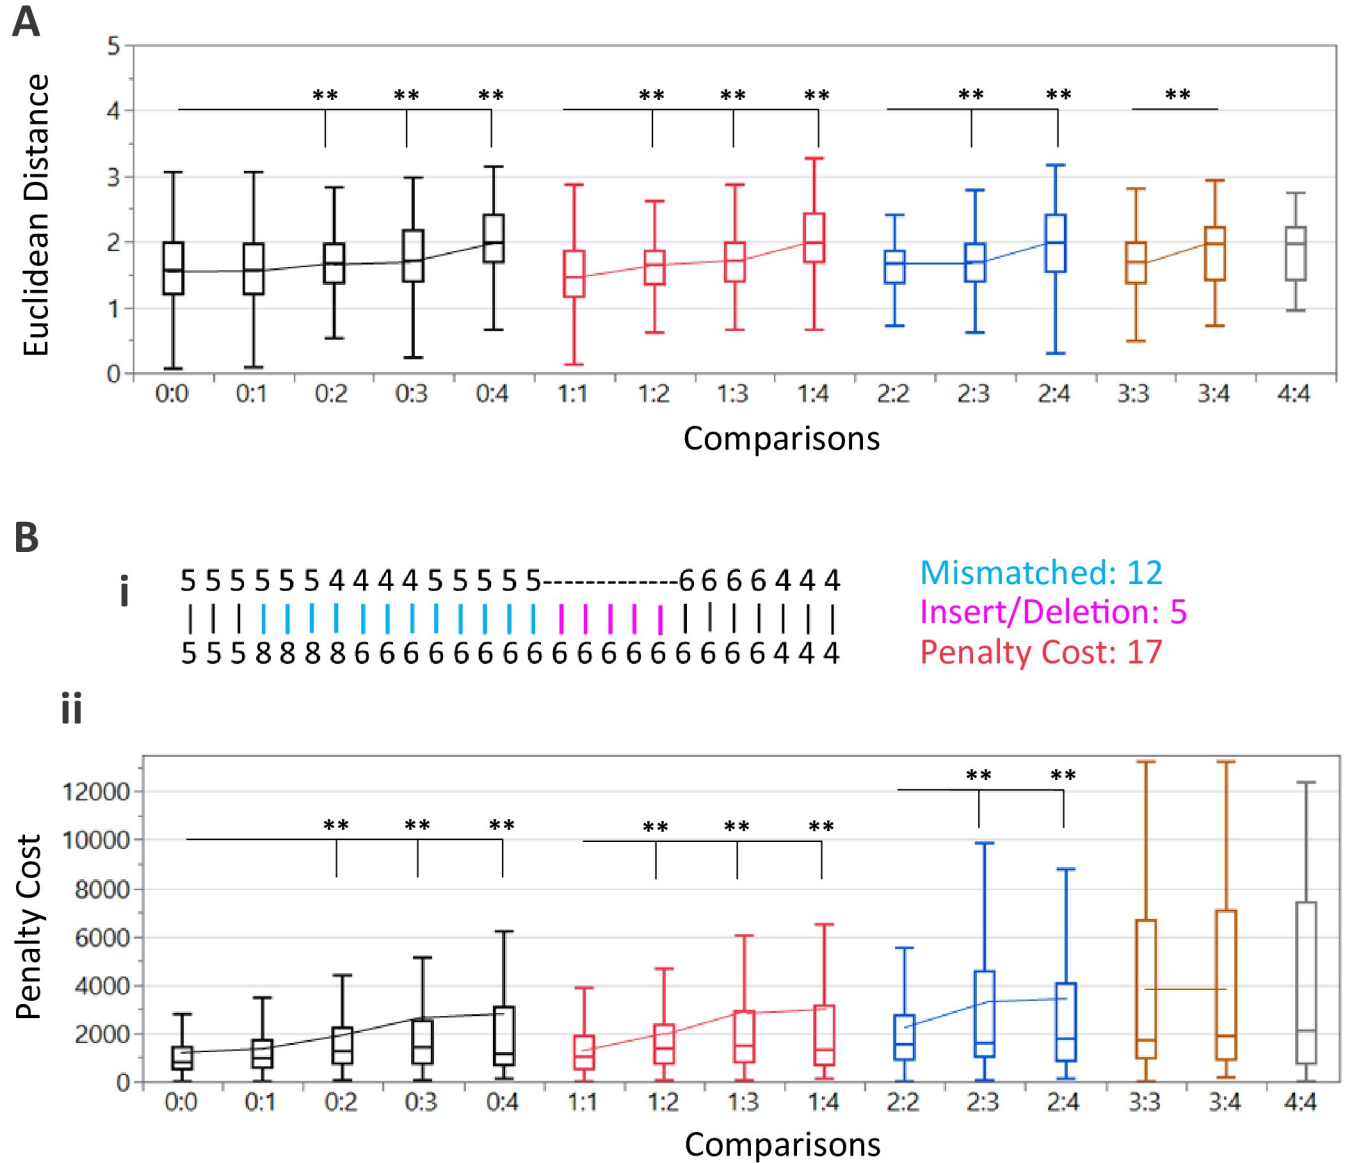 A
Euclidean Distance
5
4
3
2
1
0
** ** ** ** ** ** ** ** **
0:0 0:1 0:2 0:3 0:4 1:1 1:2 1:3 1:4 2:2 2:3 2:4 3:3 3:4 4:4
Comparisons
B
i
5 5 5 5 5 5 4 4 4 4 5 5 5 5 5------------6 6 6 6 4 4 4
5 5 5 8 8 8 8 6 6 6 6 6 6 6 6 6 6 6 6 6 6 6 6 6 4 4 4
Mismatched: 12
Insert/Deletion: 5
Penalty Cost: 17
ii
Penalty Cost
12000
10000
8000
6000
4000
2000
0
** ** ** ** ** ** ** **
0:0 0:1 0:2 0:3 0:4 1:1 1:2 1:3 1:4 2:2 2:3 2:4 3:3 3:4 4:4
Comparisons